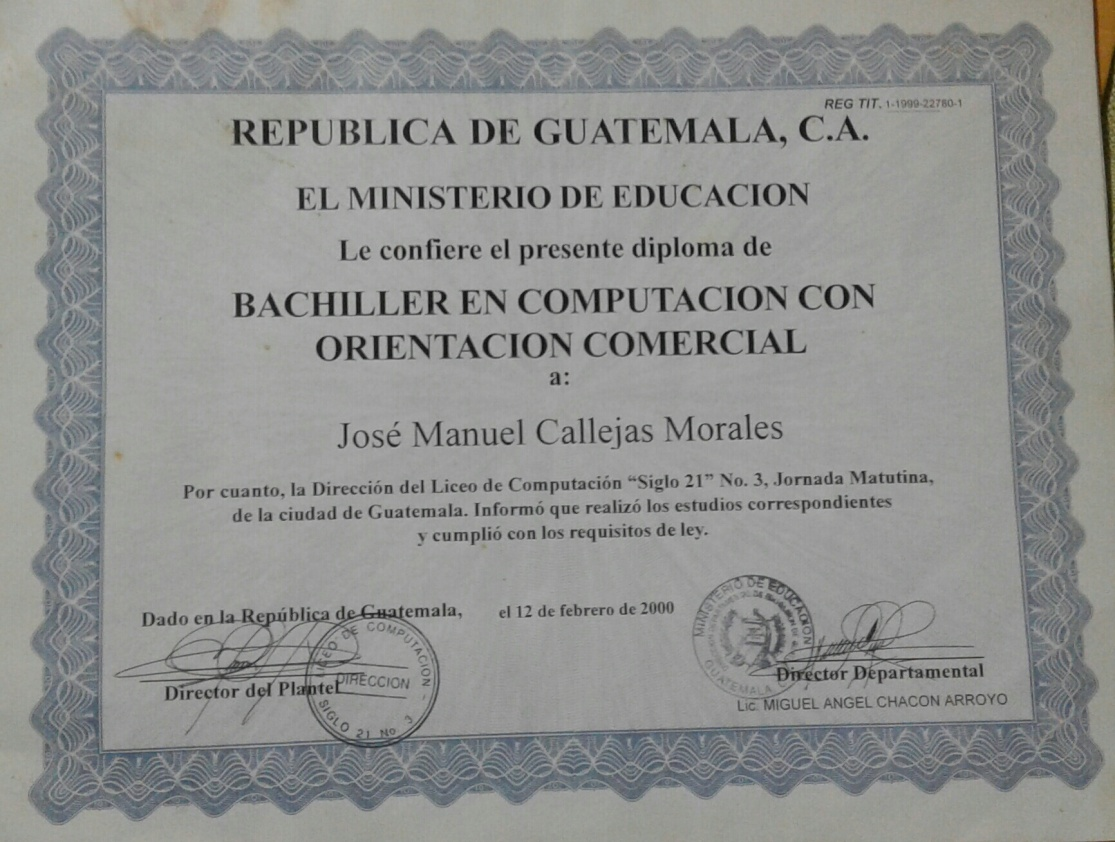 REG TIT. 1-1999-22780-1
REPUBLICA DE GUATEMALA, C.A.
EL MINISTERIO DE EDUCACION
Le confiere el presente diploma de
BACHILLER EN COMPUTACION CON
ORIENTACION COMERCIAL
a:
José Manuel Callejas Morales
Por cuanto, la Dirección del Liceo de Computación “Siglo 21” No. 3, Jornada Matutina,
de la ciudad de Guatemala. Informó que realizó los estudios correspondientes
y cumplió con los requisitos de ley.
Dado en la República de Guatemala, el 12 de febrero de 2000
LICEO DE COMPUTACION
DIRECCION
SIGLO 21 No 3
Director del Plantel
MINISTERIO DE EDUCACION
GUATEMALA
Director Departamental
Lic. MIGUEL ANGEL CHACON ARROYO